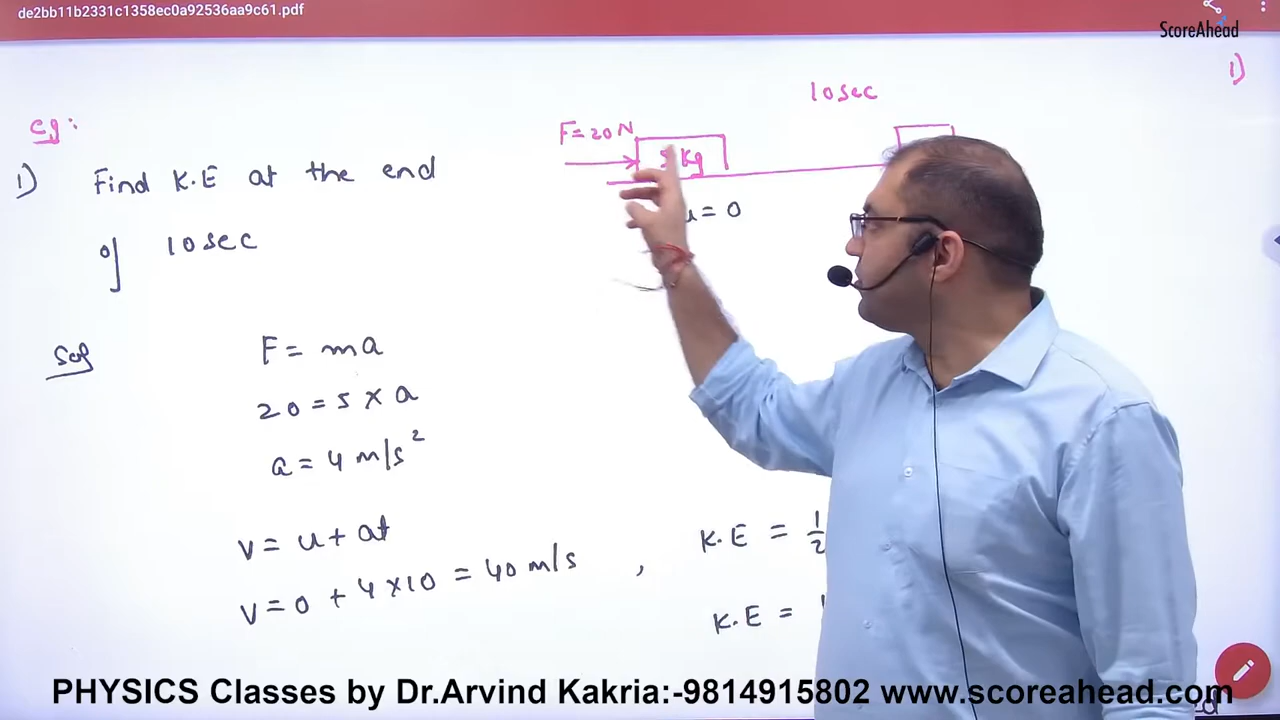 de2bb11b2331c1358ec0a92536aa9c61.pdf
ScoreAhead
1)
10sec
eg:
F=20N
5 Kg
1) Find K.E at the end
u = 0
of 10sec
Sol
F = ma
20 = 5 × a
a = 4 m/s²
v = u + at
K.E = 1/2
v = 0 + 4×10 = 40 m/s ,
K.E =
PHYSICS Classes by Dr.Arvind Kakria:-9814915802 www.scoreahead.com